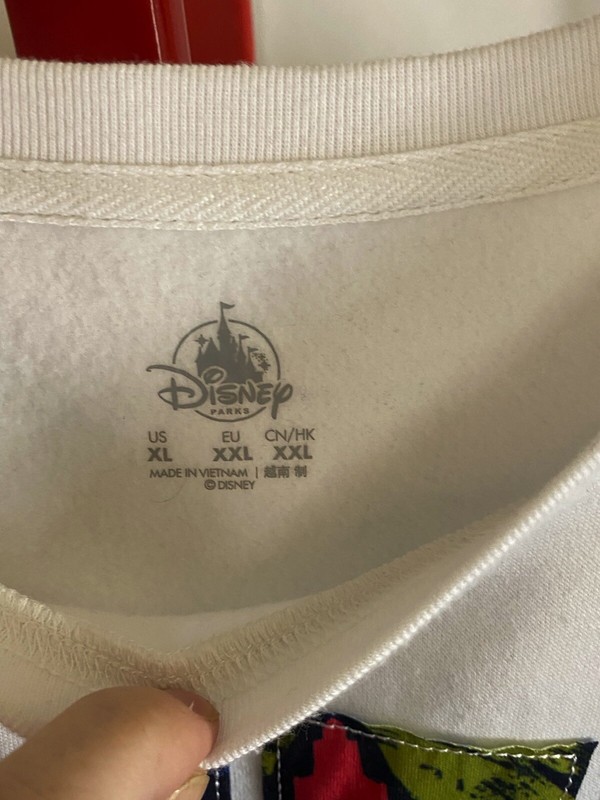 Disney
PARKS
US EU CN/HK
XL XXL XXL
MADE IN VIETNAM | 越南 制
© DISNEY